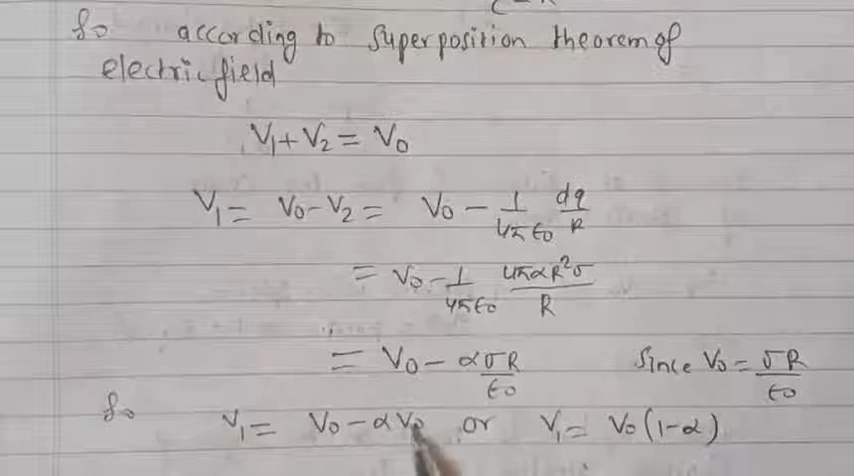 So according to Superposition theorem of
electric field
V₁ + V₂ = V₀
V₁ = V₀ - V₂ = V₀ - 1/4πϵ₀ dq/R
= V₀ - 1/4πϵ₀ 4παR²σ/R
= V₀ - ασR/ϵ₀ Since V₀ = σR/ϵ₀
So V₁ = V₀ - αV₀ or V₁ = V₀(1-α)